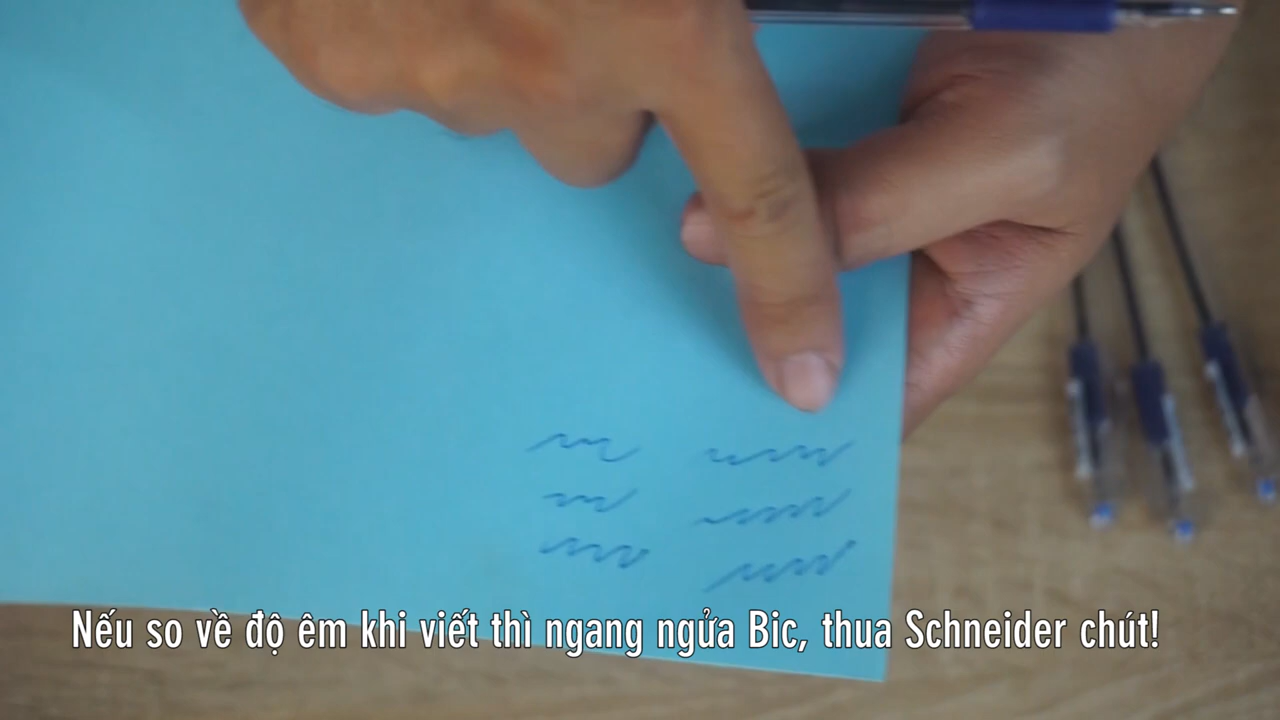 Nếu so về độ êm khi viết thì ngang ngửa Bic, thua Schneider chút!